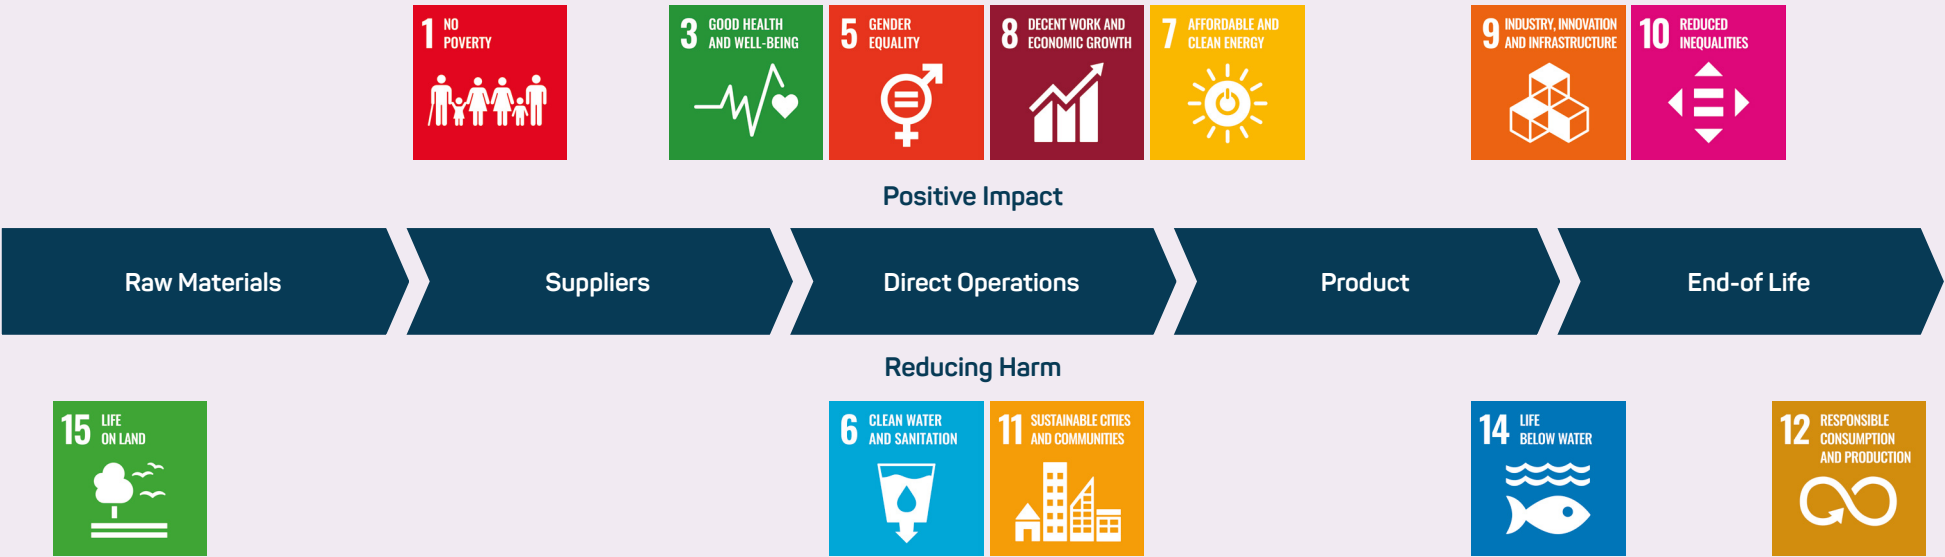 1 NO
POVERTY
3 GOOD HEALTH
AND WELL-BEING
5 GENDER
EQUALITY
8 DECENT WORK AND
ECONOMIC GROWTH
7 AFFORDABLE AND
CLEAN ENERGY
9 INDUSTRY, INNOVATION
AND INFRASTRUCTURE
10 REDUCED
INEQUALITIES
Positive Impact
Raw Materials
Suppliers
Direct Operations
Product
End-of Life
Reducing Harm
15 LIFE
ON LAND
6 CLEAN WATER
AND SANITATION
11 SUSTAINABLE CITIES
AND COMMUNITIES
14 LIFE
BELOW WATER
12 RESPONSIBLE
CONSUMPTION
AND PRODUCTION